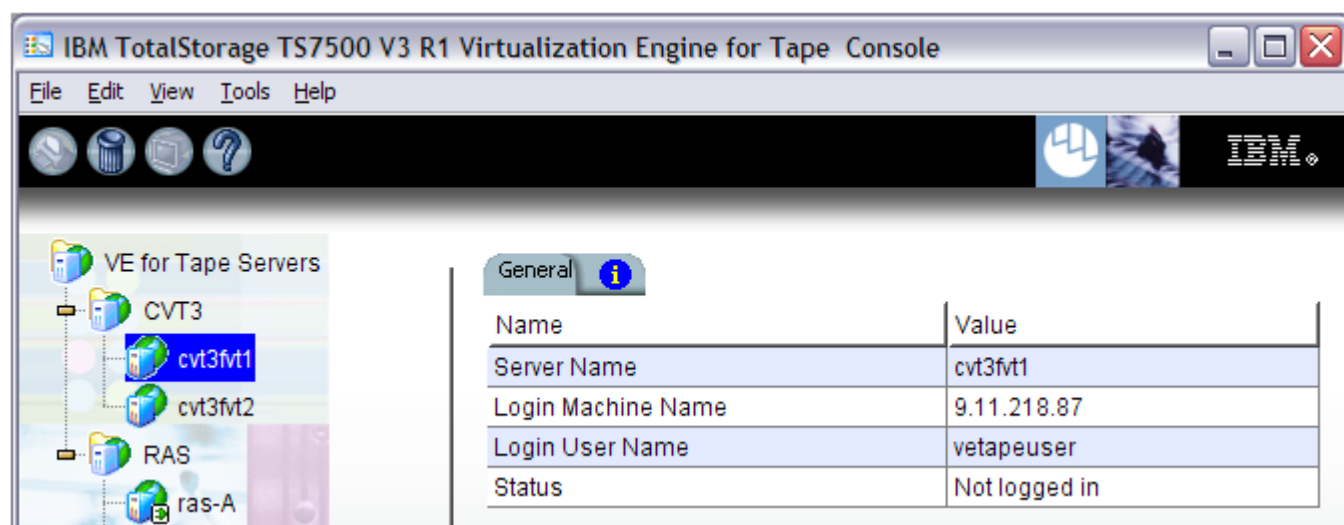 IBM TotalStorage TS7500 V3 R1 Virtualization Engine for Tape Console
File Edit View Tools Help
IBM
VE for Tape Servers
CVT3
cvt3fvt1
cvt3fvt2
RAS
ras-A
General
Name Value
Server Name cvt3fvt1
Login Machine Name 9.11.218.87
Login User Name vetapeuser
Status Not logged in